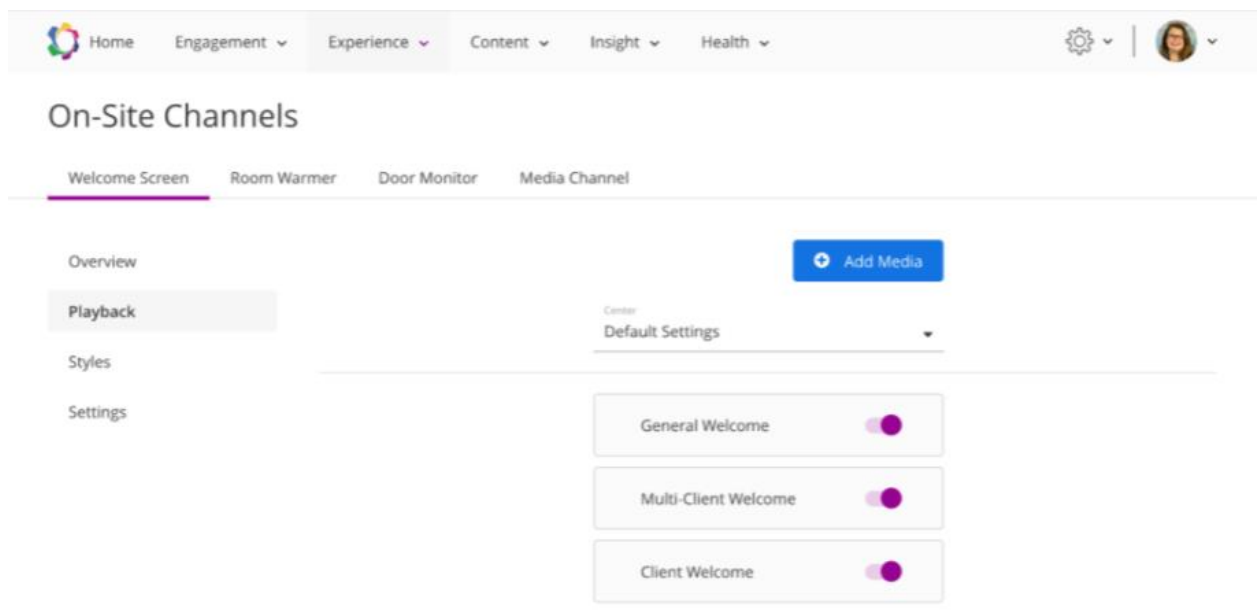 Home Engagement Experience Content Insight Health
On-Site Channels
Welcome Screen Room Warmer Door Monitor Media Channel
Overview
Add Media
Playback
Center
Default Settings
Styles
Settings
General Welcome
Multi-Client Welcome
Client Welcome